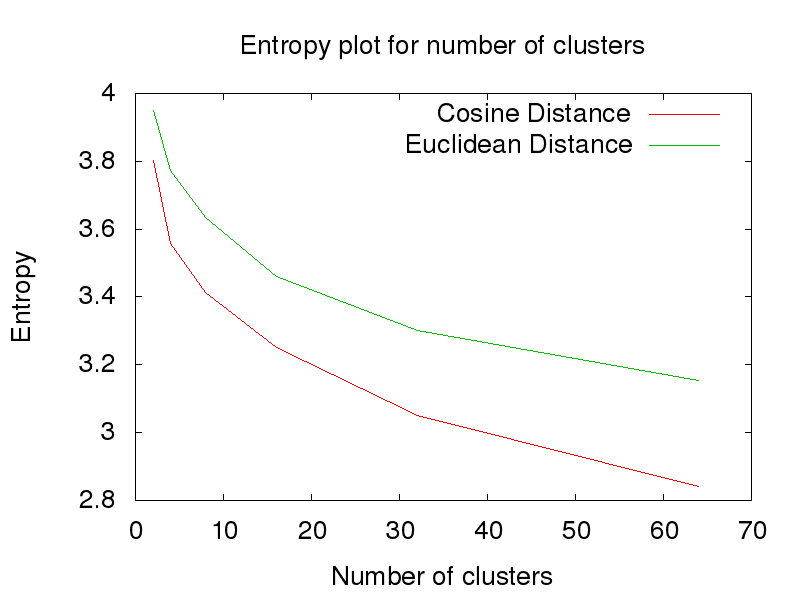 Entropy plot for number of clusters
4
Cosine Distance
Euclidean Distance
3.8
3.6
3.4
3.2
3
2.8
Entropy
0 10 20 30 40 50 60 70
Number of clusters